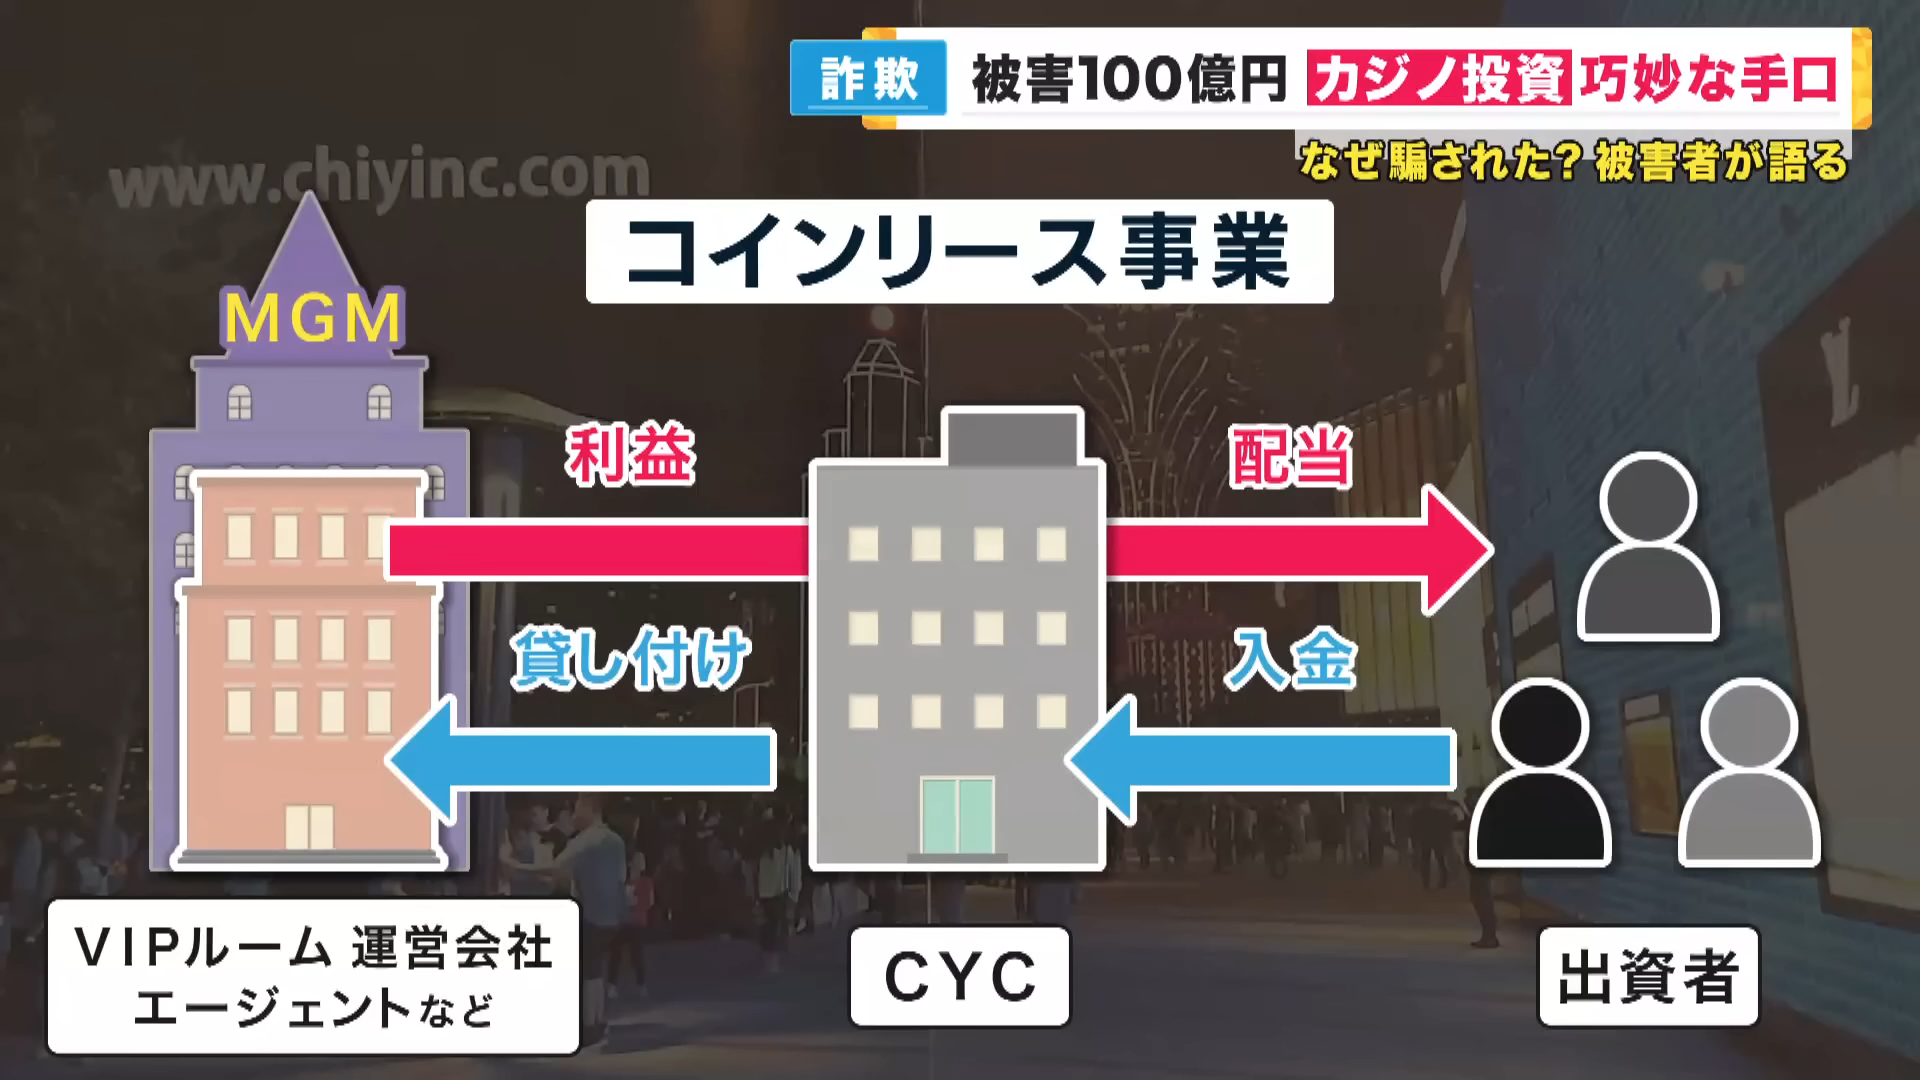 詐欺 被害100億円 カジノ投資 巧妙な手口
なぜ騙された？被害者が語る
www.chiyinc.com
コインリース事業
MGM
利益
配当
貸し付け
入金
VIPルーム 運営会社
エージェントなど
CYC
出資者